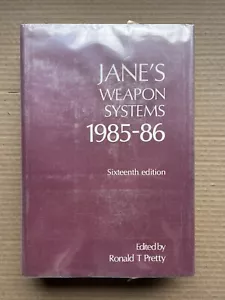 JANE'S
WEAPON
SYSTEMS
1985-86
Sixteenth edition
Edited by
Ronald T Pretty